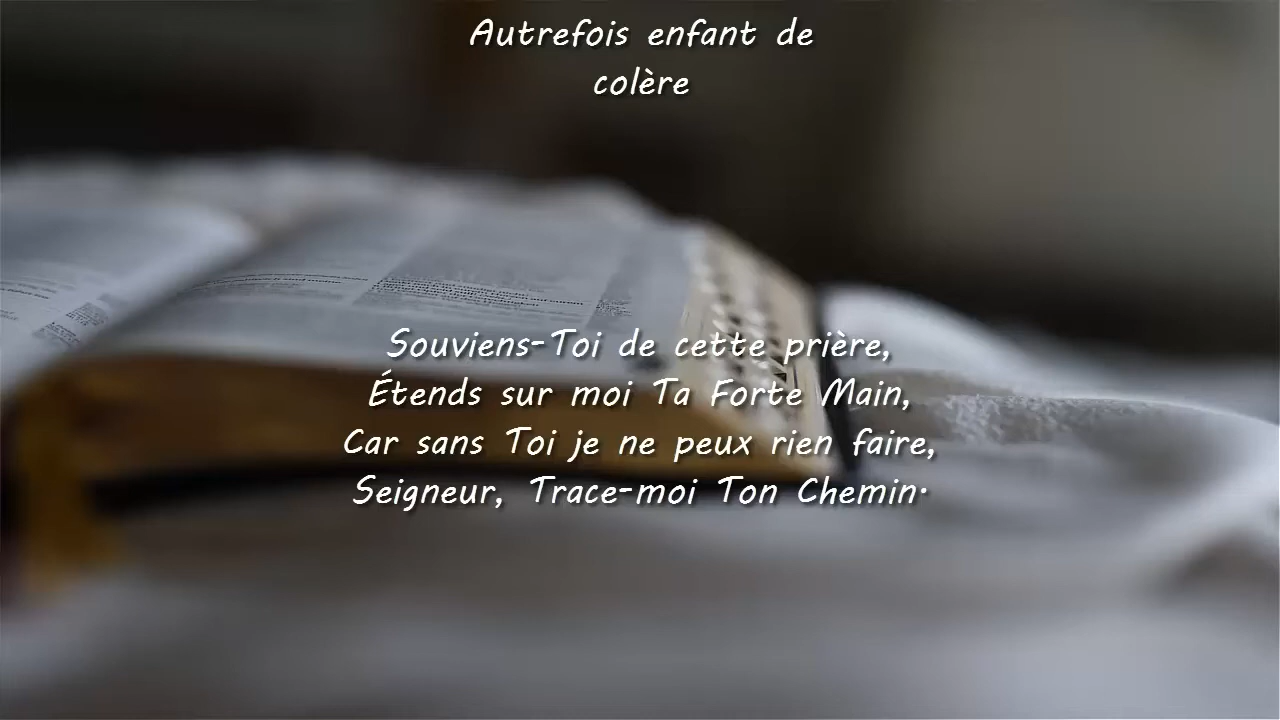 Autrefois enfant de
colère
Souviens-Toi de cette prière,
Étends sur moi Ta Forte Main,
Car sans Toi je ne peux rien faire,
Seigneur, Trace-moi Ton Chemin.